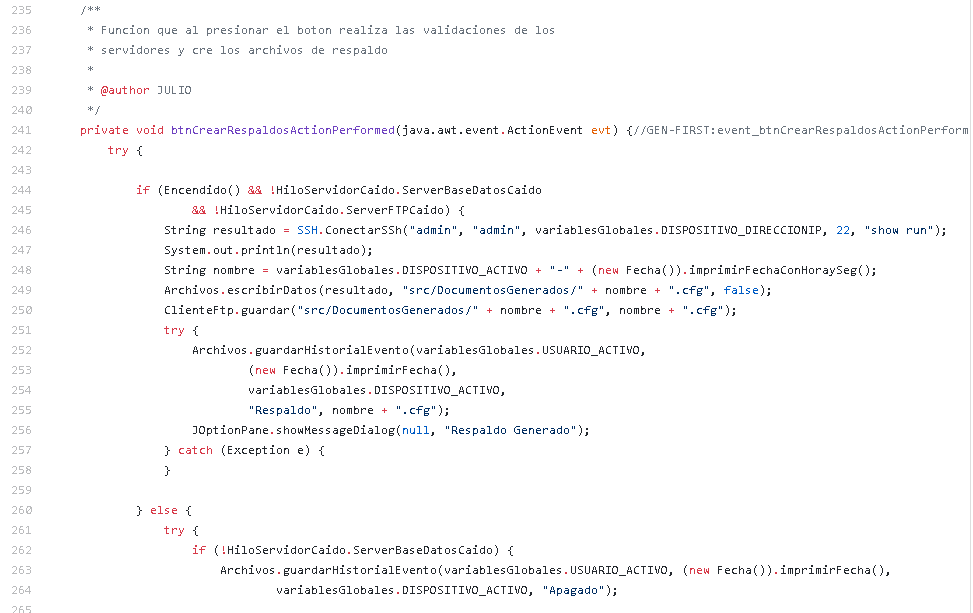 235 /**
236 * Funcion que al presionar el boton realiza las validaciones de los
237 * servidores y cre los archivos de respaldo
238 *
239 * @author JULIO
240 */
241 private void btnCrearRespaldosActionPerformed(java.awt.event.ActionEvent evt) {//GEN-FIRST:event_btnCrearRespaldosActionPerform
242 try {
243
244 if (Encendido() && !HiloServidorCaido.ServerBaseDatosCaido
245 && !HiloServidorCaido.ServerFTPCaido) {
246 String resultado = SSH.ConectarSSh("admin", "admin", variablesGlobales.DISPOSITIVO_DIRECCIONIP, 22, "show run");
247 System.out.println(resultado);
248 String nombre = variablesGlobales.DISPOSITIVO_ACTIVO + "-" + (new Fecha()).imprimirFechaConHoraySeg();
249 Archivos.escribirDatos(resultado, "src/DocumentosGenerados/" + nombre + ".cfg", false);
250 ClienteFtp.guardar("src/DocumentosGenerados/" + nombre + ".cfg", nombre + ".cfg");
251 try {
252 Archivos.guardarHistorialEvento(variablesGlobales.USUARIO_ACTIVO,
253 (new Fecha()).imprimirFecha(),
254 variablesGlobales.DISPOSITIVO_ACTIVO,
255 "Respaldo", nombre + ".cfg");
256 JOptionPane.showMessageDialog(null, "Respaldo Generado");
257 } catch (Exception e) {
258 }
259
260 } else {
261 try {
262 if (!HiloServidorCaido.ServerBaseDatosCaido) {
263 Archivos.guardarHistorialEvento(variablesGlobales.USUARIO_ACTIVO, (new Fecha()).imprimirFecha(),
264 variablesGlobales.DISPOSITIVO_ACTIVO, "Apagado");
265